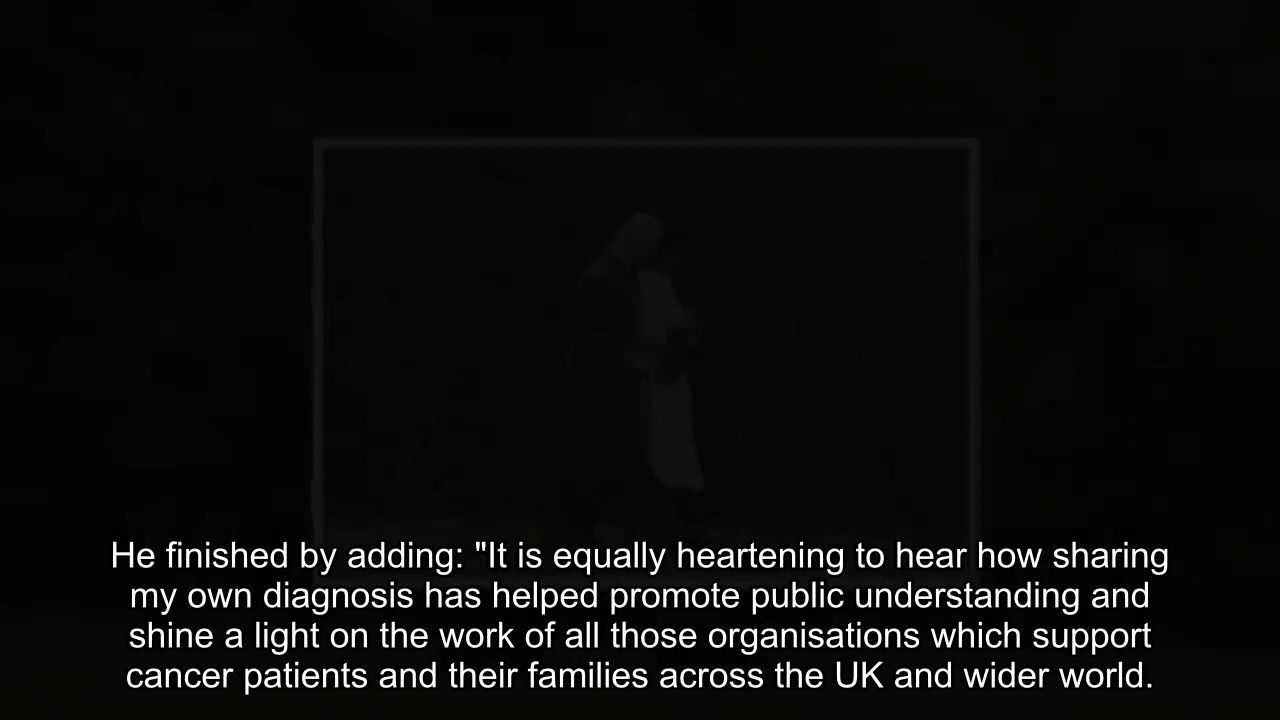 He finished by adding: "It is equally heartening to hear how sharing
my own diagnosis has helped promote public understanding and
shine a light on the work of all those organisations which support
cancer patients and their families across the UK and wider world.